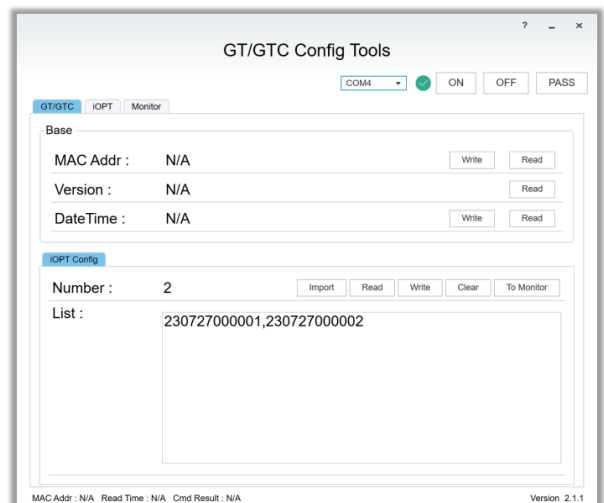 ? – ×
GT/GTC Config Tools
COM4 ON OFF PASS
GT/GTC iOPT Monitor
Base
MAC Addr : N/A Write Read
Version : N/A Read
DateTime : N/A Write Read
iOPT Config
Number : 2 Import Read Write Clear To Monitor
List :
230727000001,230727000002
MAC Addr : N/A Read Time : N/A Cmd Result : N/A Version 2.1.1